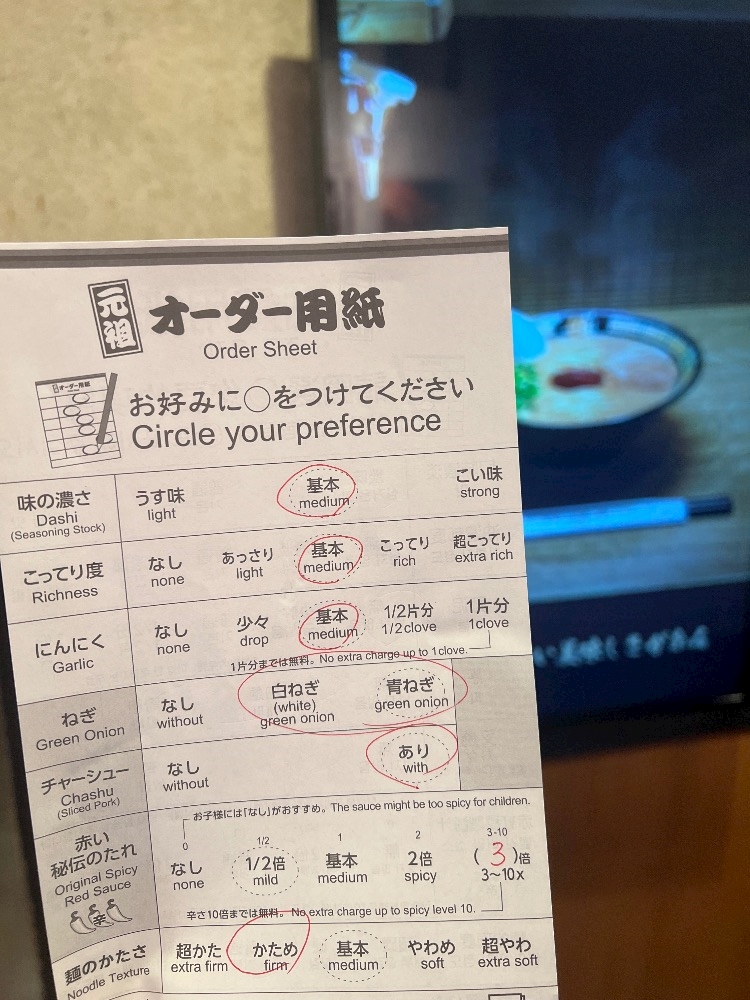 元祖 オーダー用紙
Order Sheet
お好みに○をつけてください
Circle your preference
味の濃さ
Dashi
(Seasoning Stock)
うす味
light
基本
medium
こい味
strong
こってり度
Richness
なし
none
あっさり
light
基本
medium
こってり
rich
超こってり
extra rich
にんにく
Garlic
なし
none
少々
drop
基本
medium
1/2片分
1/2clove
1片分
1clove
1片分までは無料。No extra charge up to 1clove.
ねぎ
Green Onion
なし
without
白ねぎ
(white)
green onion
青ねぎ
green onion
チャーシュー
Chashu
(Sliced Pork)
なし
without
あり
with
お子様には「なし」がおすすめ。The sauce might be too spicy for children.
赤い
秘伝のたれ
Original Spicy
Red Sauce
辛
0
なし
none
1/2
1/2倍
mild
1
基本
medium
2
2倍
spicy
3-10
( 3 )倍
3~10x
辛さ10倍までは無料。No extra charge up to spicy level 10.
麺のかたさ
Noodle Texture
超かた
extra firm
かため
firm
基本
medium
やわめ
soft
超やわ
extra soft